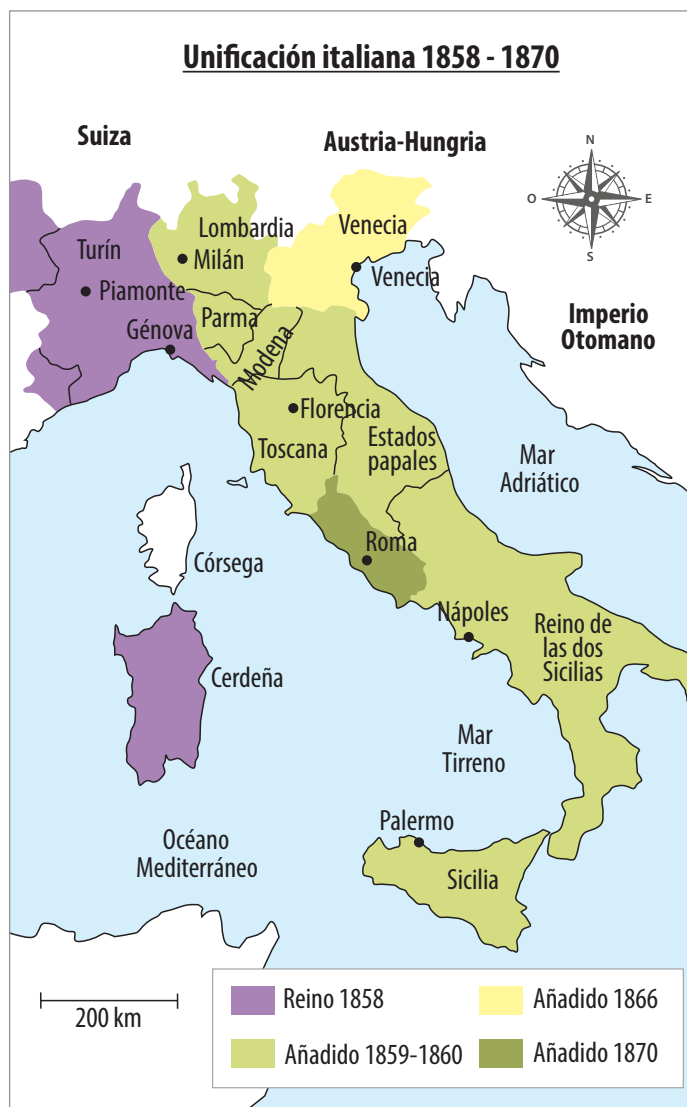 Unificación italiana 1858 - 1870
Suiza
Austria-Hungria
N
O
E
S
Lombardia
Venecia
Turín
Milán
Venecia
Piamonte
Parma
Génova
Modena
Imperio
Otomano
Florencia
Toscana
Estados
papales
Mar
Adriático
Roma
Córsega
Nápoles
Reino de
las dos
Sicilias
Cerdeña
Mar
Tirreno
Palermo
Océano
Mediterráneo
Sicilia
200 km
Reino 1858
Añadido 1866
Añadido 1859-1860
Añadido 1870